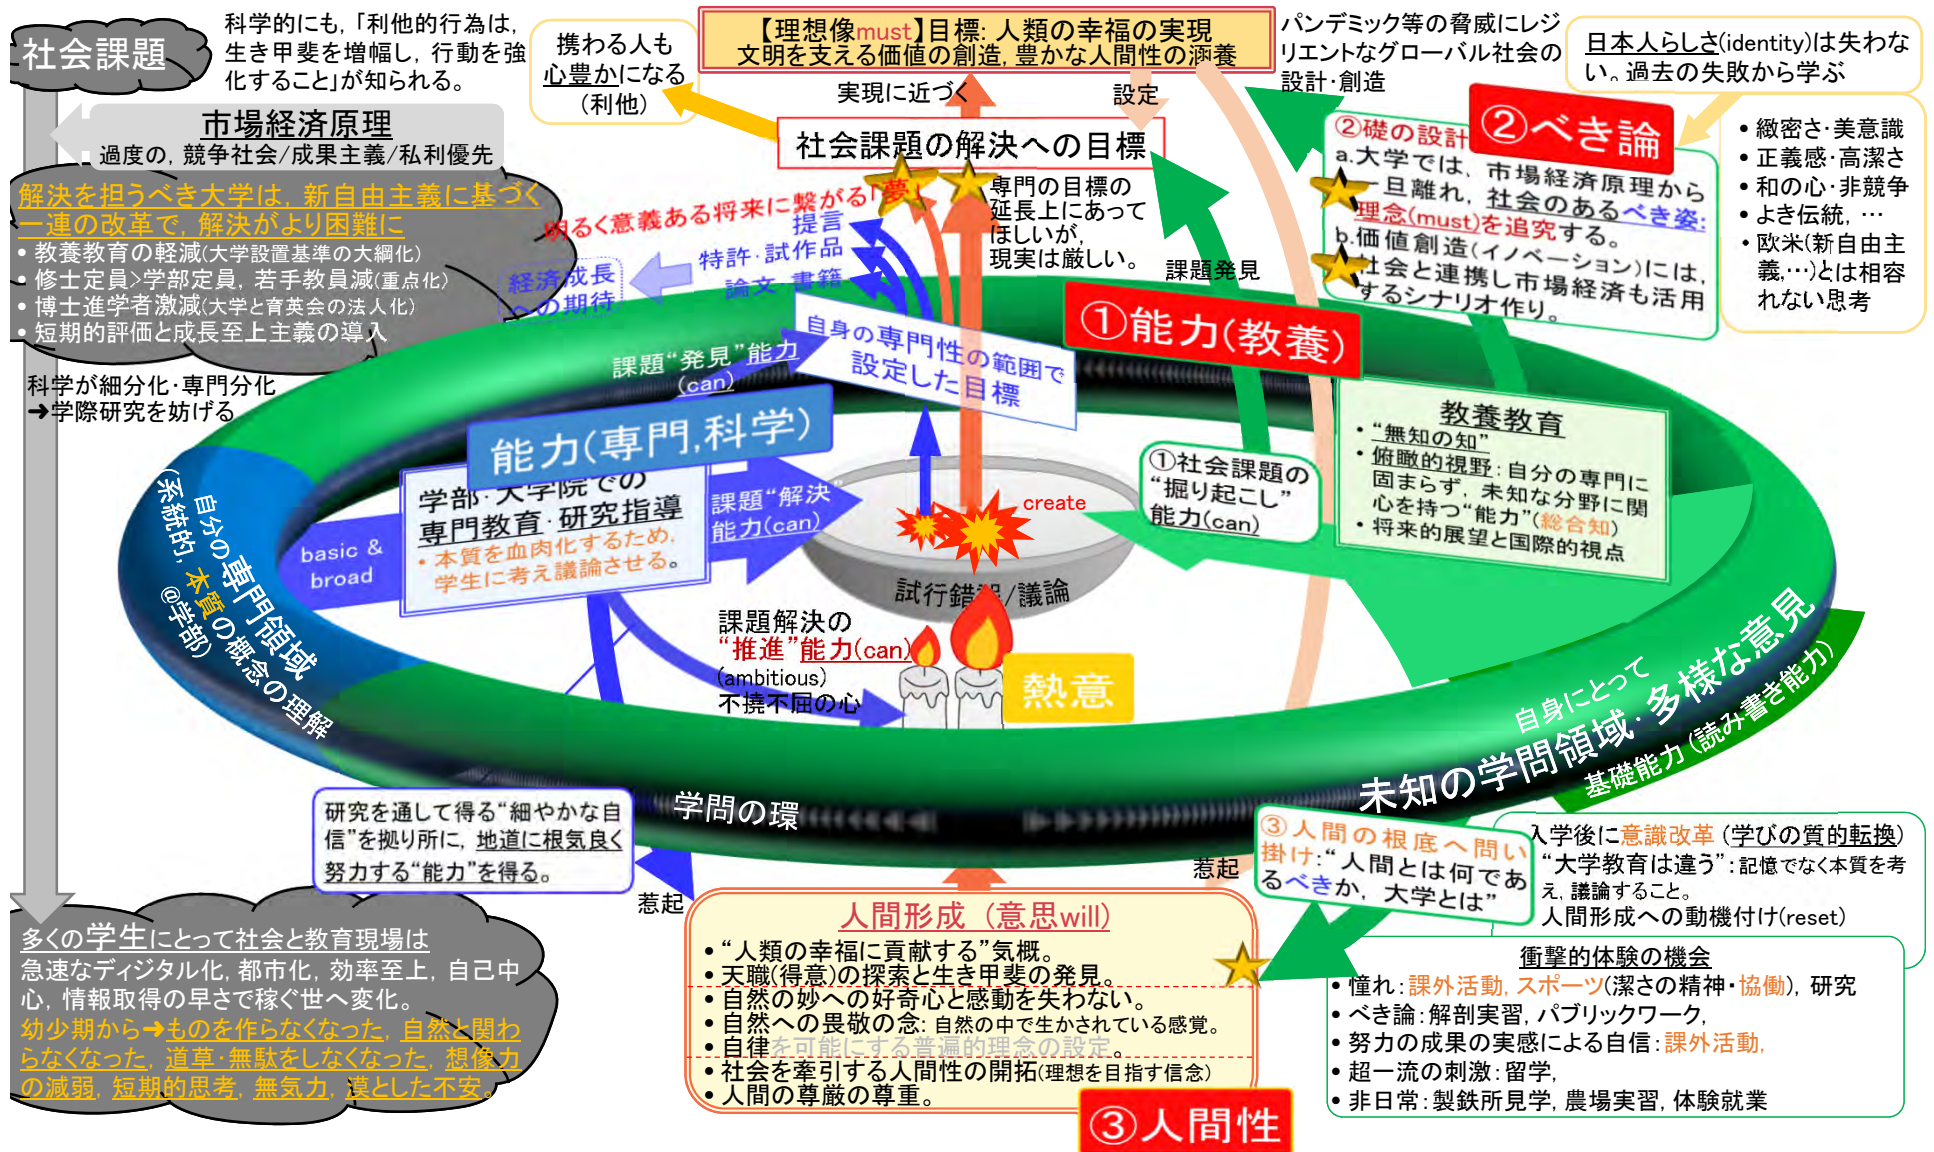 社会課題
科学的にも,「利他的行為は,
生き甲斐を増幅し, 行動を強
化すること」が知られる。
携わる人も
心豊かになる
(利他)
【理想像must】目標: 人類の幸福の実現
文明を支える価値の創造, 豊かな人間性の涵養
実現に近づく
設定
パンデミック等の脅威にレジ
リエントなグローバル社会の
設計・創造
日本人らしさ(identity)は失わな
い。過去の失敗から学ぶ
市場経済原理
過度の, 競争社会/成果主義/私利優先
解決を担うべき大学は, 新自由主義に基づく
一連の改革で, 解決がより困難に
• 教養教育の軽減(大学設置基準の大綱化)
• 修士定員>学部定員, 若手教員減(重点化)
• 博士進学者激減(大学と育英会の法人化)
• 短期的評価と成長至上主義の導入
科学が細分化・専門分化
→学際研究を妨げる
社会課題の解決への目標
明るく意義ある将来に繋がる「夢」
提言
特許・試作品
論文・書籍
経済成長
への期待
専門の目標の
延長上にあって
ほしいが,
現実は厳しい。
課題発見
②べき論
②礎の設計
a.大学では, 市場経済原理から
一旦離れ, 社会のあるべき姿:
理念(must)を追究する。
b.価値創造(イノベーション)には,
社会と連携し市場経済も活用
するシナリオ作り。
• 緻密さ・美意識
• 正義感・高潔さ
• 和の心・非競争
• よき伝統, …
• 欧米(新自由主
義,…)とは相容
れない思考
①能力(教養)
課題“発見”能力
(can)
自身の専門性の範囲で
設定した目標
能力(専門,科学)
学部・大学院での
専門教育・研究指導
• 本質を血肉化するため,
学生に考え議論させる。
basic &
broad
課題“解決”
能力(can)
create
試行錯誤/議論
①社会課題の
“掘り起こし”
能力(can)
教養教育
• “無知の知”
• 俯瞰的視野: 自分の専門に
固まらず, 未知な分野に関
心を持つ“能力”(総合知)
• 将来的展望と国際的視点
自分の専門領域
(系統的, 本質の概念の理解
@学部)
課題解決の
“推進”能力(can)
(ambitious)
不撓不屈の心
熱意
自身にとって
未知の学問領域・多様な意見
基礎能力(読み書き能力)
学問の環
研究を通して得る“細やかな自
信”を拠り所に, 地道に根気良く
努力する“能力”を得る。
惹起
惹起
③人間の根底へ問い
掛け:“人間とは何であ
るべきか, 大学とは”
入学後に意識改革 (学びの質的転換)
“大学教育は違う”: 記憶でなく本質を考
え, 議論すること。
人間形成への動機付け(reset)
人間形成 (意思will)
• “人類の幸福に貢献する”気概。
• 天職(得意)の探索と生き甲斐の発見。
• 自然の妙への好奇心と感動を失わない。
• 自然への畏敬の念: 自然の中で生かされている感覚。
• 自律を可能にする普遍的理念の設定。
• 社会を牽引する人間性の開拓(理想を目指す信念)
• 人間の尊厳の尊重。
③人間性
衝撃的体験の機会
• 憧れ: 課外活動, スポーツ(潔さの精神・協働), 研究
• べき論: 解剖実習, パブリックワーク,
• 努力の成果の実感による自信: 課外活動,
• 超一流の刺激: 留学,
• 非日常: 製鉄所見学, 農場実習, 体験就業
多くの学生にとって社会と教育現場は
急速なディジタル化, 都市化, 効率至上, 自己中
心, 情報取得の早さで稼ぐ世へ変化。
幼少期から→ものを作らなくなった, 自然と関わ
らなくなった, 道草・無駄をしなくなった, 想像力
の減弱, 短期的思考, 無気力, 漠とした不安。